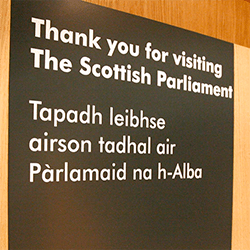 Thank you for visiting
The Scottish Parliament
Tapadh leibhse
airson tadhal air
Pàrlamaid na h-Alba